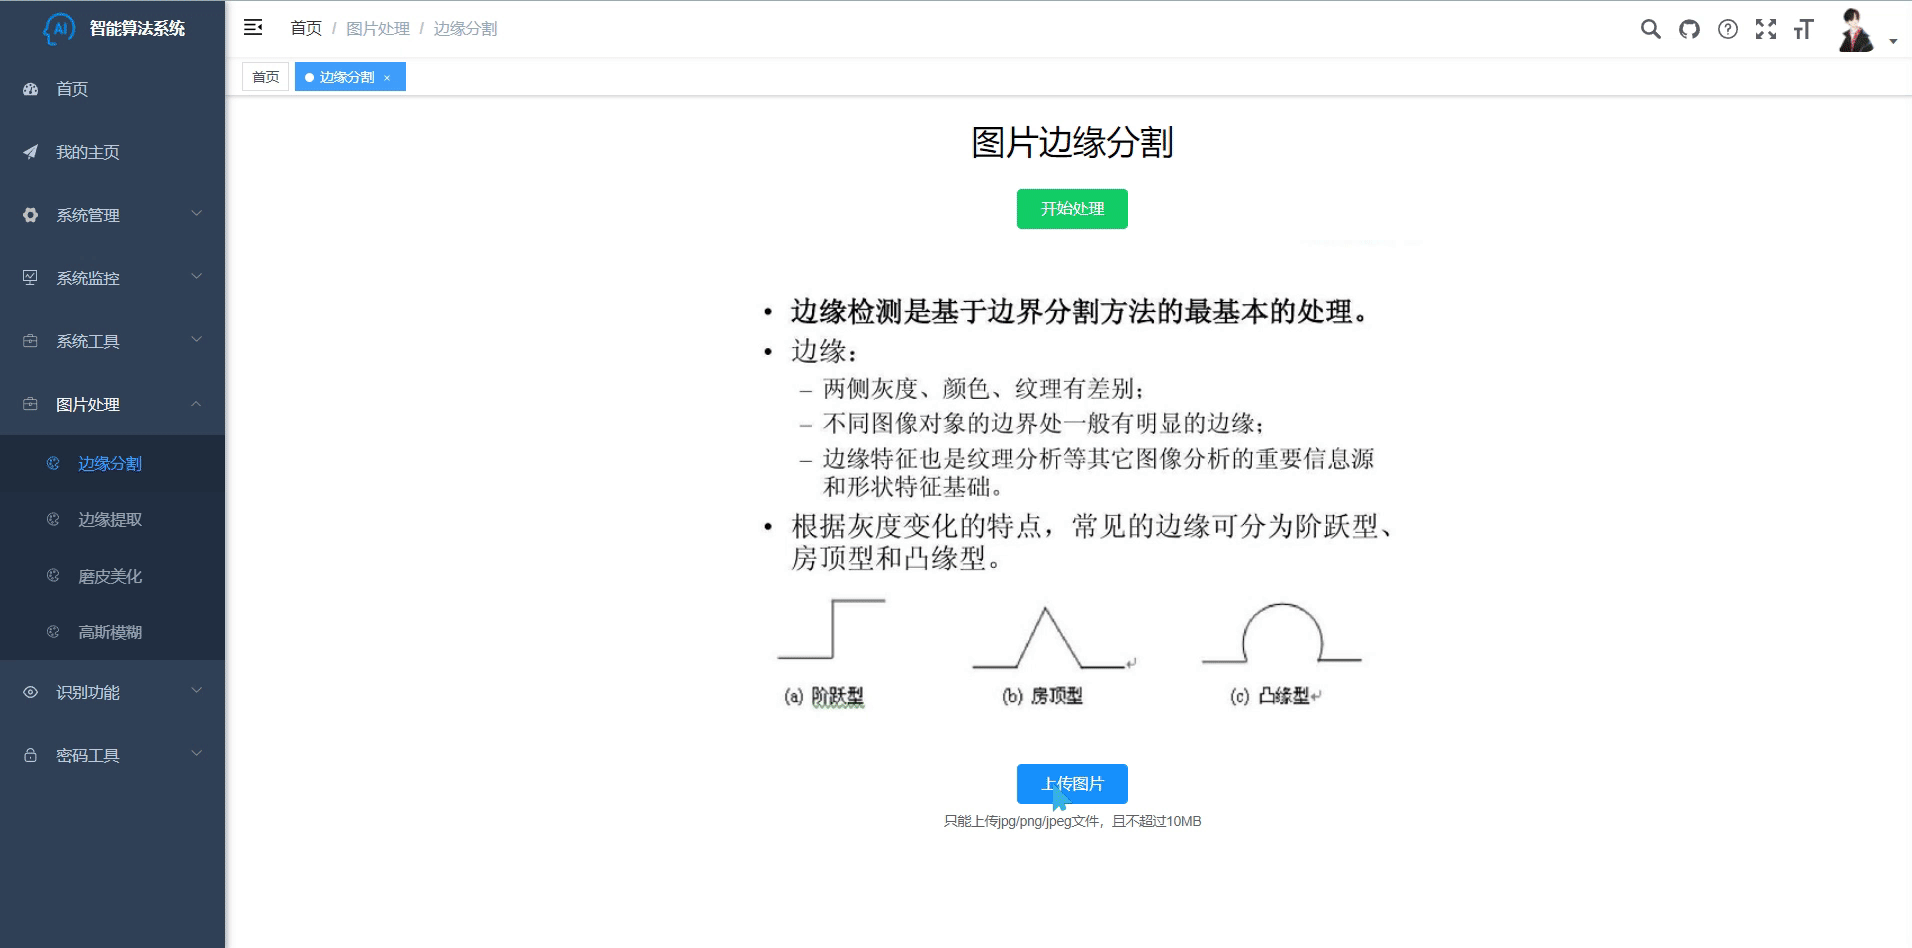 AI 智能算法系统
首页 / 图片处理 / 边缘分割
首页
边缘分割 ×
首页
我的主页
系统管理
系统监控
系统工具
图片处理
边缘分割
边缘提取
磨皮美化
高斯模糊
识别功能
密码工具
图片边缘分割
开始处理
• 边缘检测是基于边界分割方法的最基本的处理。
• 边缘：
– 两侧灰度、颜色、纹理有差别；
– 不同图像对象的边界处一般有明显的边缘；
– 边缘特征也是纹理分析等其它图像分析的重要信息源
和形状特征基础。
• 根据灰度变化的特点，常见的边缘可分为阶跃型、
房顶型和凸缘型。
(a) 阶跃型
(b) 房顶型
(c) 凸缘型
上传图片
只能上传jpg/png/jpeg文件，且不超过10MB